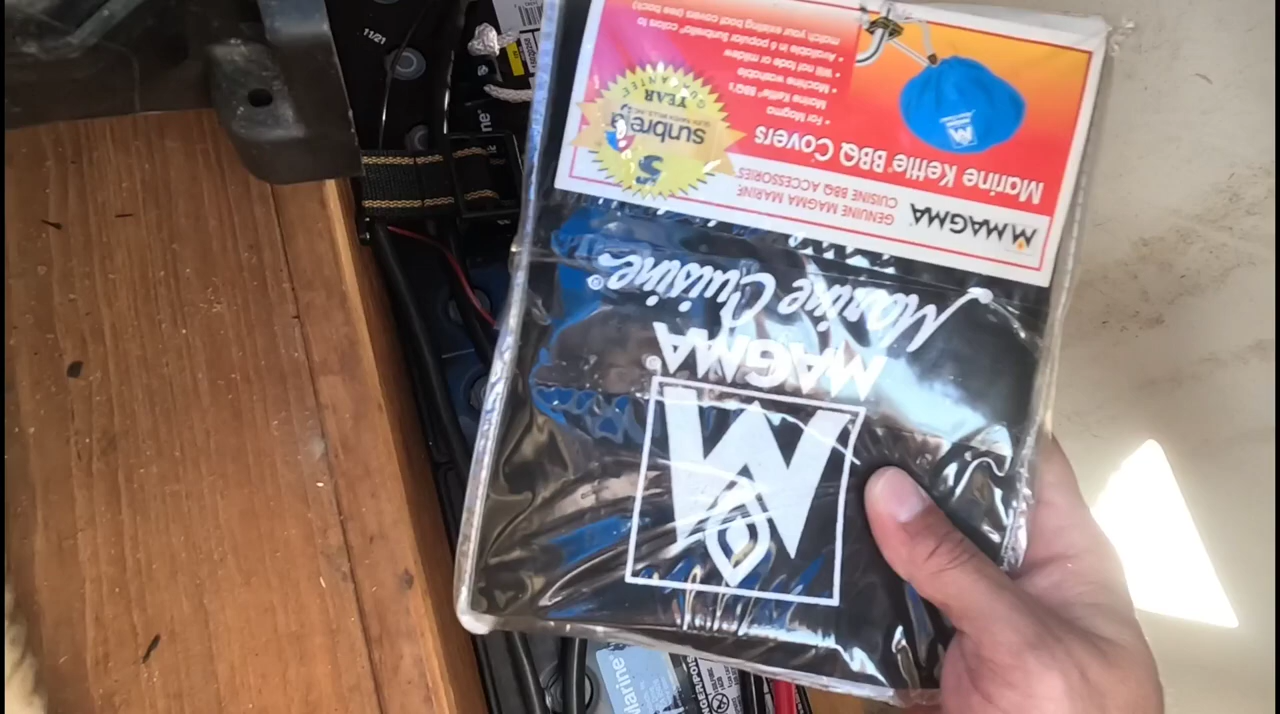 MAGMA
GENUINE MAGMA MARINE
CUISINE BBQ ACCESSORIES
Marine Kettle® BBQ Covers
• For Magma
Marine Kettle® BBQ's
• Machine washable
• Will not fade or mildew
• Available in 6 popular Sunbrella® colors to
match your existing boat covers (see back)
sunbrella
YEAR
GUARANTEE
Marine Cuisine®
MAGMA®
11/21
Marine